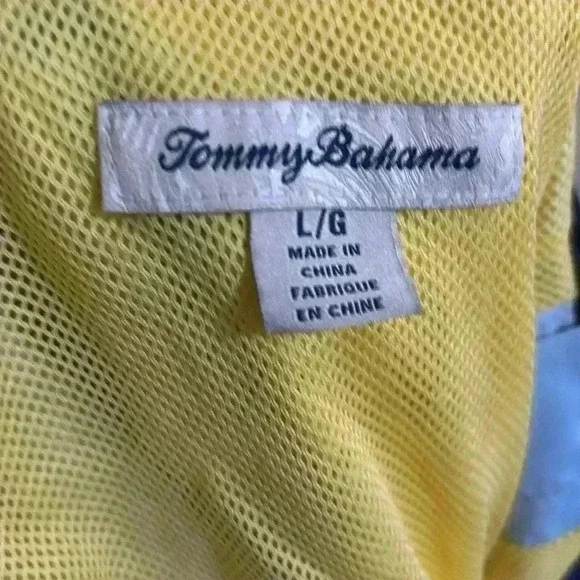 Tommy Bahama
L/G
MADE IN
CHINA
FABRIQUE
EN CHINE